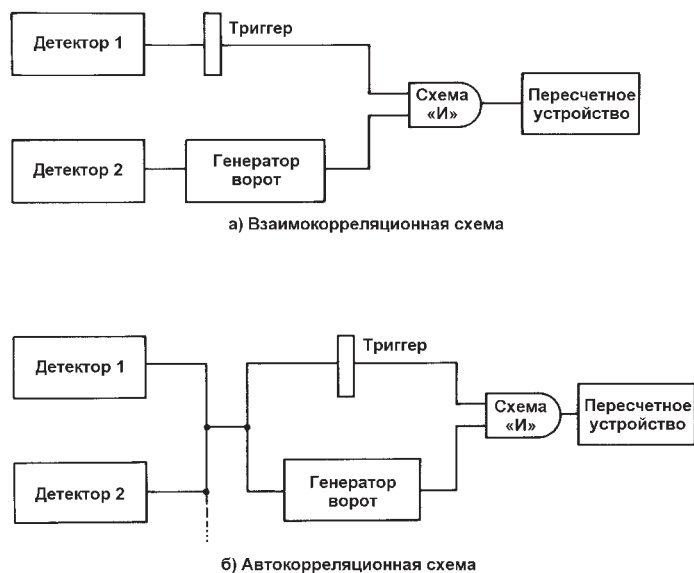 Детектор 1
Триггер
Схема
«И»
Пересчетное
устройство
Детектор 2
Генератор
ворот
а) Взаимокорреляционная схема
Детектор 1
Триггер
Схема
«И»
Пересчетное
устройство
Детектор 2
Генератор
ворот
б) Автокорреляционная схема